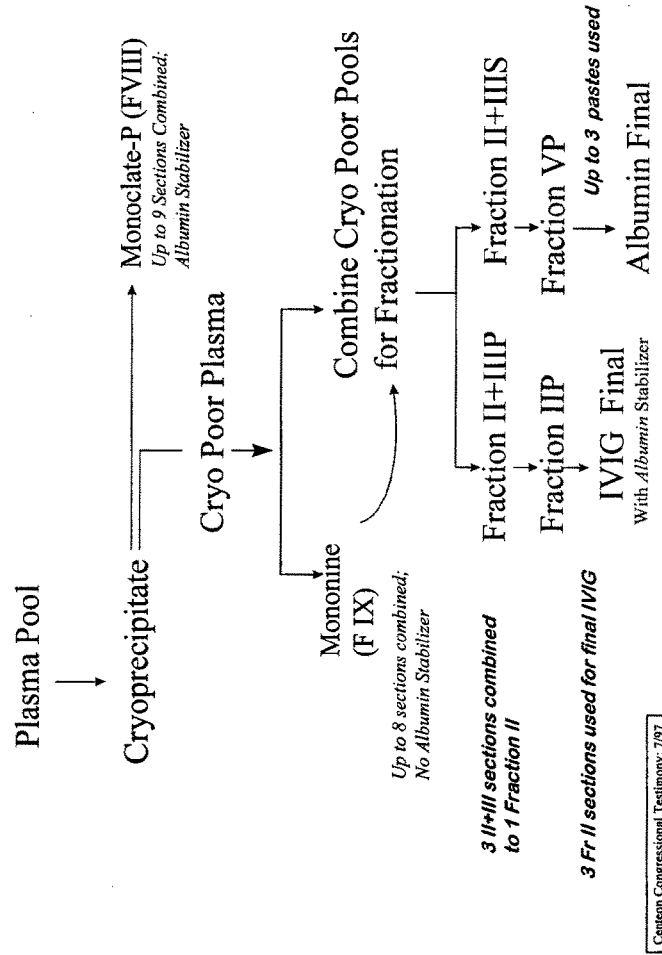 Plasma Pool
Cryoprecipitate
Monoclate-P (FVIII)
Up to 9 Sections Combined;
Albumin Stabilizer
Cryo Poor Plasma
Mononine
(F IX)
Up to 8 sections combined;
No Albumin Stabilizer
Combine Cryo Poor Pools
for Fractionation
3 II+III sections combined
to 1 Fraction II
Fraction II+IIIP
Fraction II+IIIS
Fraction IIP
Fraction VP
3 Fr II sections used for final IVIG
Up to 3 pastes used
IVIG Final
With Albumin Stabilizer
Albumin Final
Centeon Congressional Testimony: 7/97